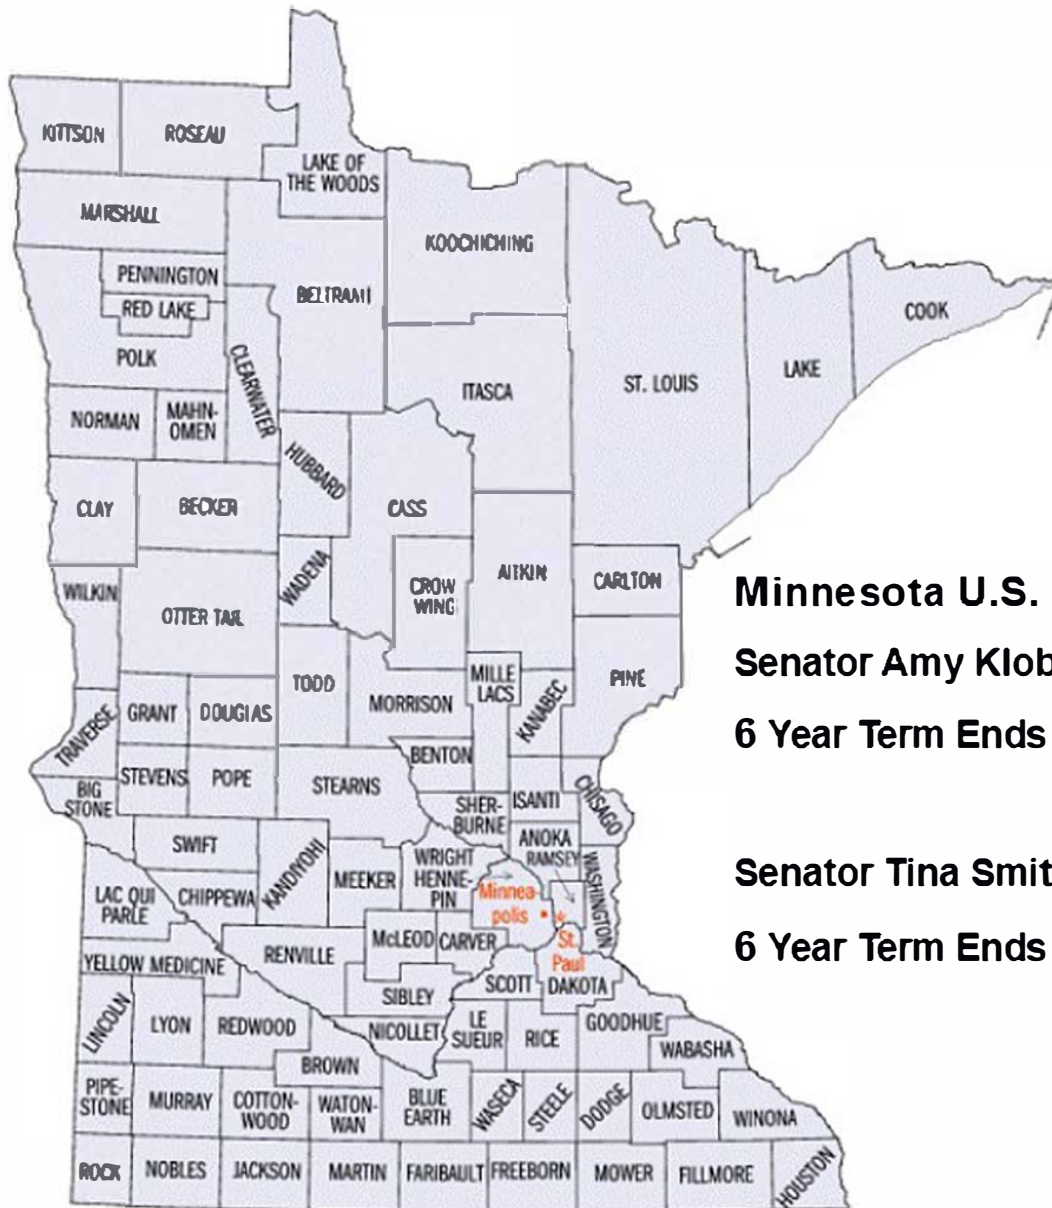 KITTSON
ROSEAU
LAKE OF
THE WOODS
MARSHALL
KOOCHICHING
PENNINGTON
BELTRAMI
RED LAKE
COOK
POLK
CLEARWATER
ITASCA
ST. LOUIS
LAKE
NORMAN
MAHN-
OMEN
HUBBARD
CLAY
BECKER
CASS
WILKIN
OTTER TAIL
WADENA
CROW
WING
AITKIN
CARLTON
Minnesota U.S.
Senator Amy Klob
6 Year Term Ends
TODD
MORRISON
MILLE
LACS
KANABEC
PINE
TRAVERSE
GRANT
DOUGLAS
BENTON
BIG
STONE
STEVENS
POPE
STEARNS
SHER-
BURNE
ISANTI
CHISAGO
SWIFT
KANDIYOHI
MEEKER
WRIGHT
HENNE-
PIN
ANOKA
RAMSEY
WASHINGTON
Senator Tina Smit
6 Year Term Ends
LAC QUI
PARLE
CHIPPEWA
Minnea-
polis
St.
Paul
McLEOD
CARVER
YELLOW MEDICINE
RENVILLE
SIBLEY
SCOTT
DAKOTA
LINCOLN
LYON
REDWOOD
NICOLLET
LE
SUEUR
RICE
GOODHUE
WABASHA
BROWN
PIPE-
STONE
MURRAY
COTTON-
WOOD
WATON-
WAN
BLUE
EARTH
WASECA
STEELE
DODGE
OLMSTED
WINONA
ROCK
NOBLES
JACKSON
MARTIN
FARIBAULT
FREEBORN
MOWER
FILLMORE
HOUSTON